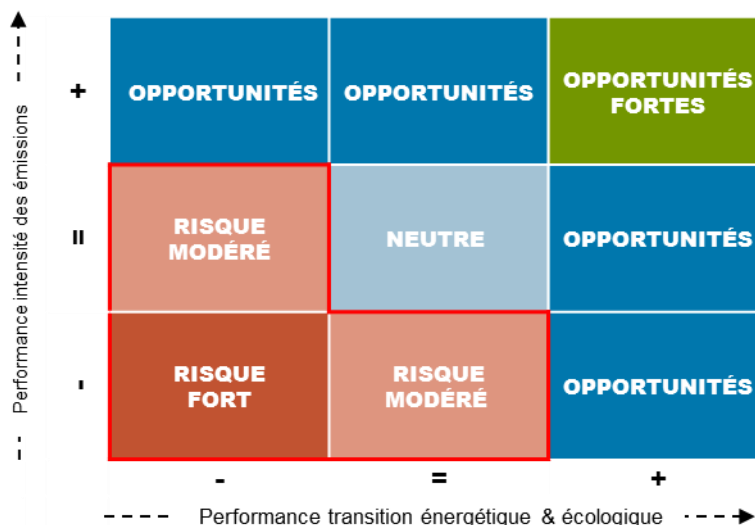 Performance intensité des émissions
+
OPPORTUNITÉS
OPPORTUNITÉS
OPPORTUNITÉS
FORTES
=
RISQUE
MODÉRÉ
NEUTRE
OPPORTUNITÉS
-
RISQUE
FORT
RISQUE
MODÉRÉ
OPPORTUNITÉS
-
=
+
Performance transition énergétique & écologique